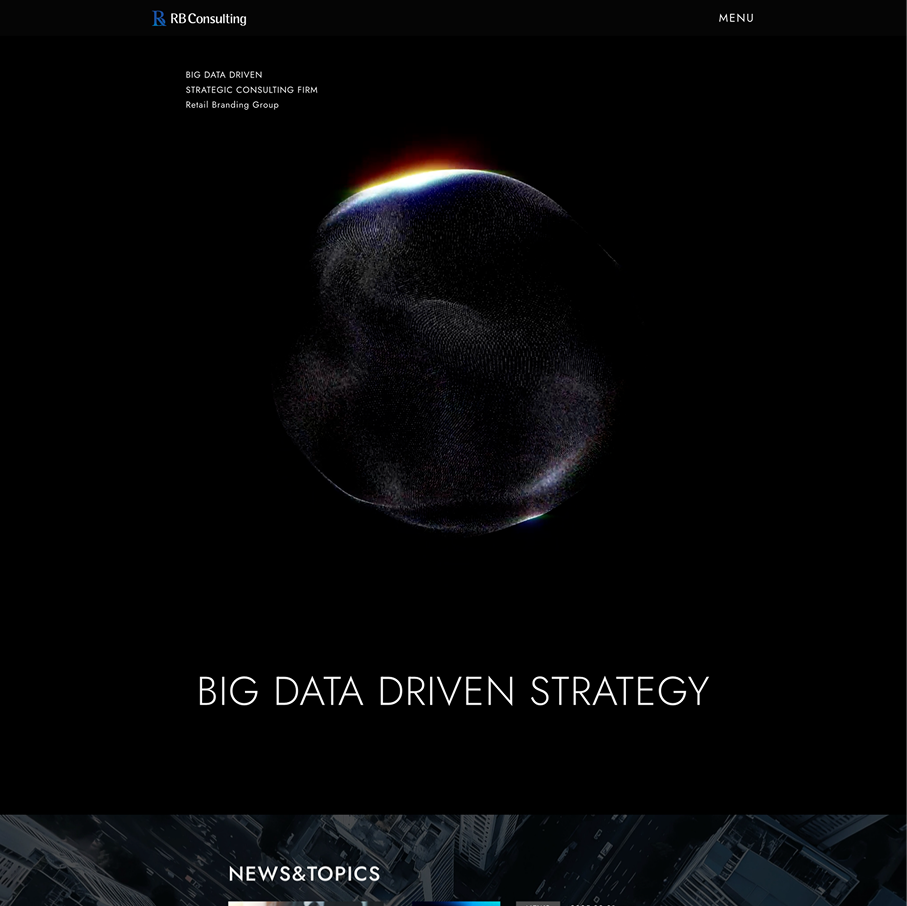 RB Consulting
MENU
BIG DATA DRIVEN
STRATEGIC CONSULTING FIRM
Retail Branding Group
BIG DATA DRIVEN STRATEGY
NEWS&TOPICS